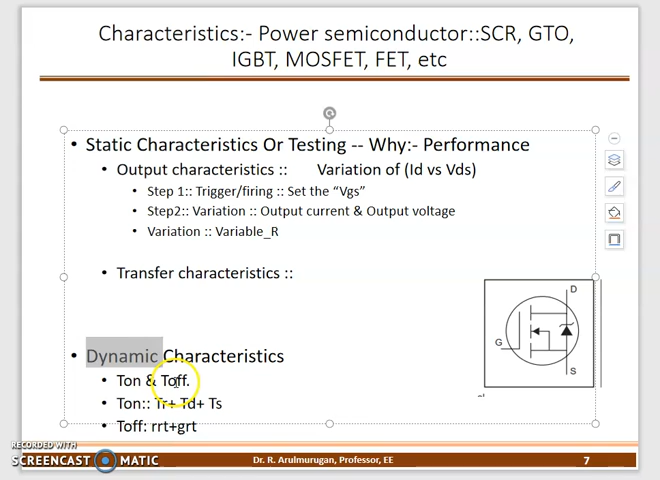 Characteristics:- Power semiconductor::SCR, GTO,
IGBT, MOSFET, FET, etc
• Static Characteristics Or Testing -- Why:- Performance
• Output characteristics :: Variation of (Id vs Vds)
• Step 1:: Trigger/firing :: Set the “Vgs”
• Step2:: Variation :: Output current & Output voltage
• Variation :: Variable_R
• Transfer characteristics ::
D
G
S
• Dynamic Characteristics
• Ton & Toff.
• Ton:: Tr+ Td+ Ts
• Toff: rrt+grt
RECORDED WITH
SCREENCAST MATIC
Dr. R. Arulmurugan, Professor, EE
7